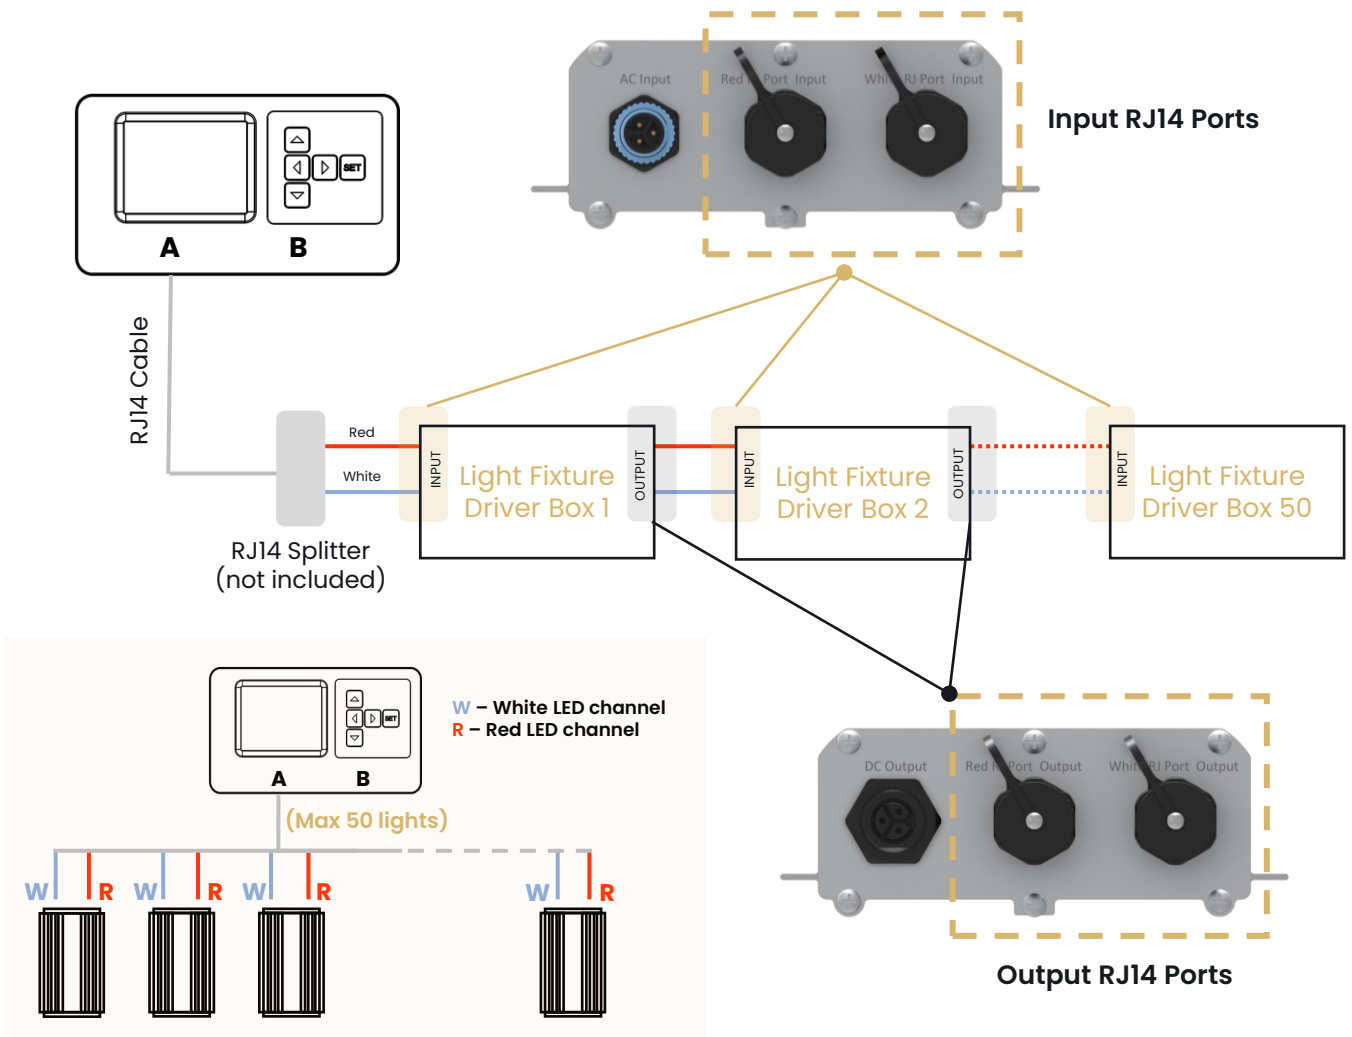 AC Input
Red RJ Port Input
White RJ Port Input
Input RJ14 Ports
SET
A
B
RJ14 Cable
Red
White
INPUT
Light Fixture
Driver Box 1
OUTPUT
INPUT
Light Fixture
Driver Box 2
OUTPUT
INPUT
Light Fixture
Driver Box 50
RJ14 Splitter
(not included)
SET
A
B
W – White LED channel
R – Red LED channel
(Max 50 lights)
W
R
W
R
W
R
W
R
DC Output
Red RJ Port Output
White RJ Port Output
Output RJ14 Ports